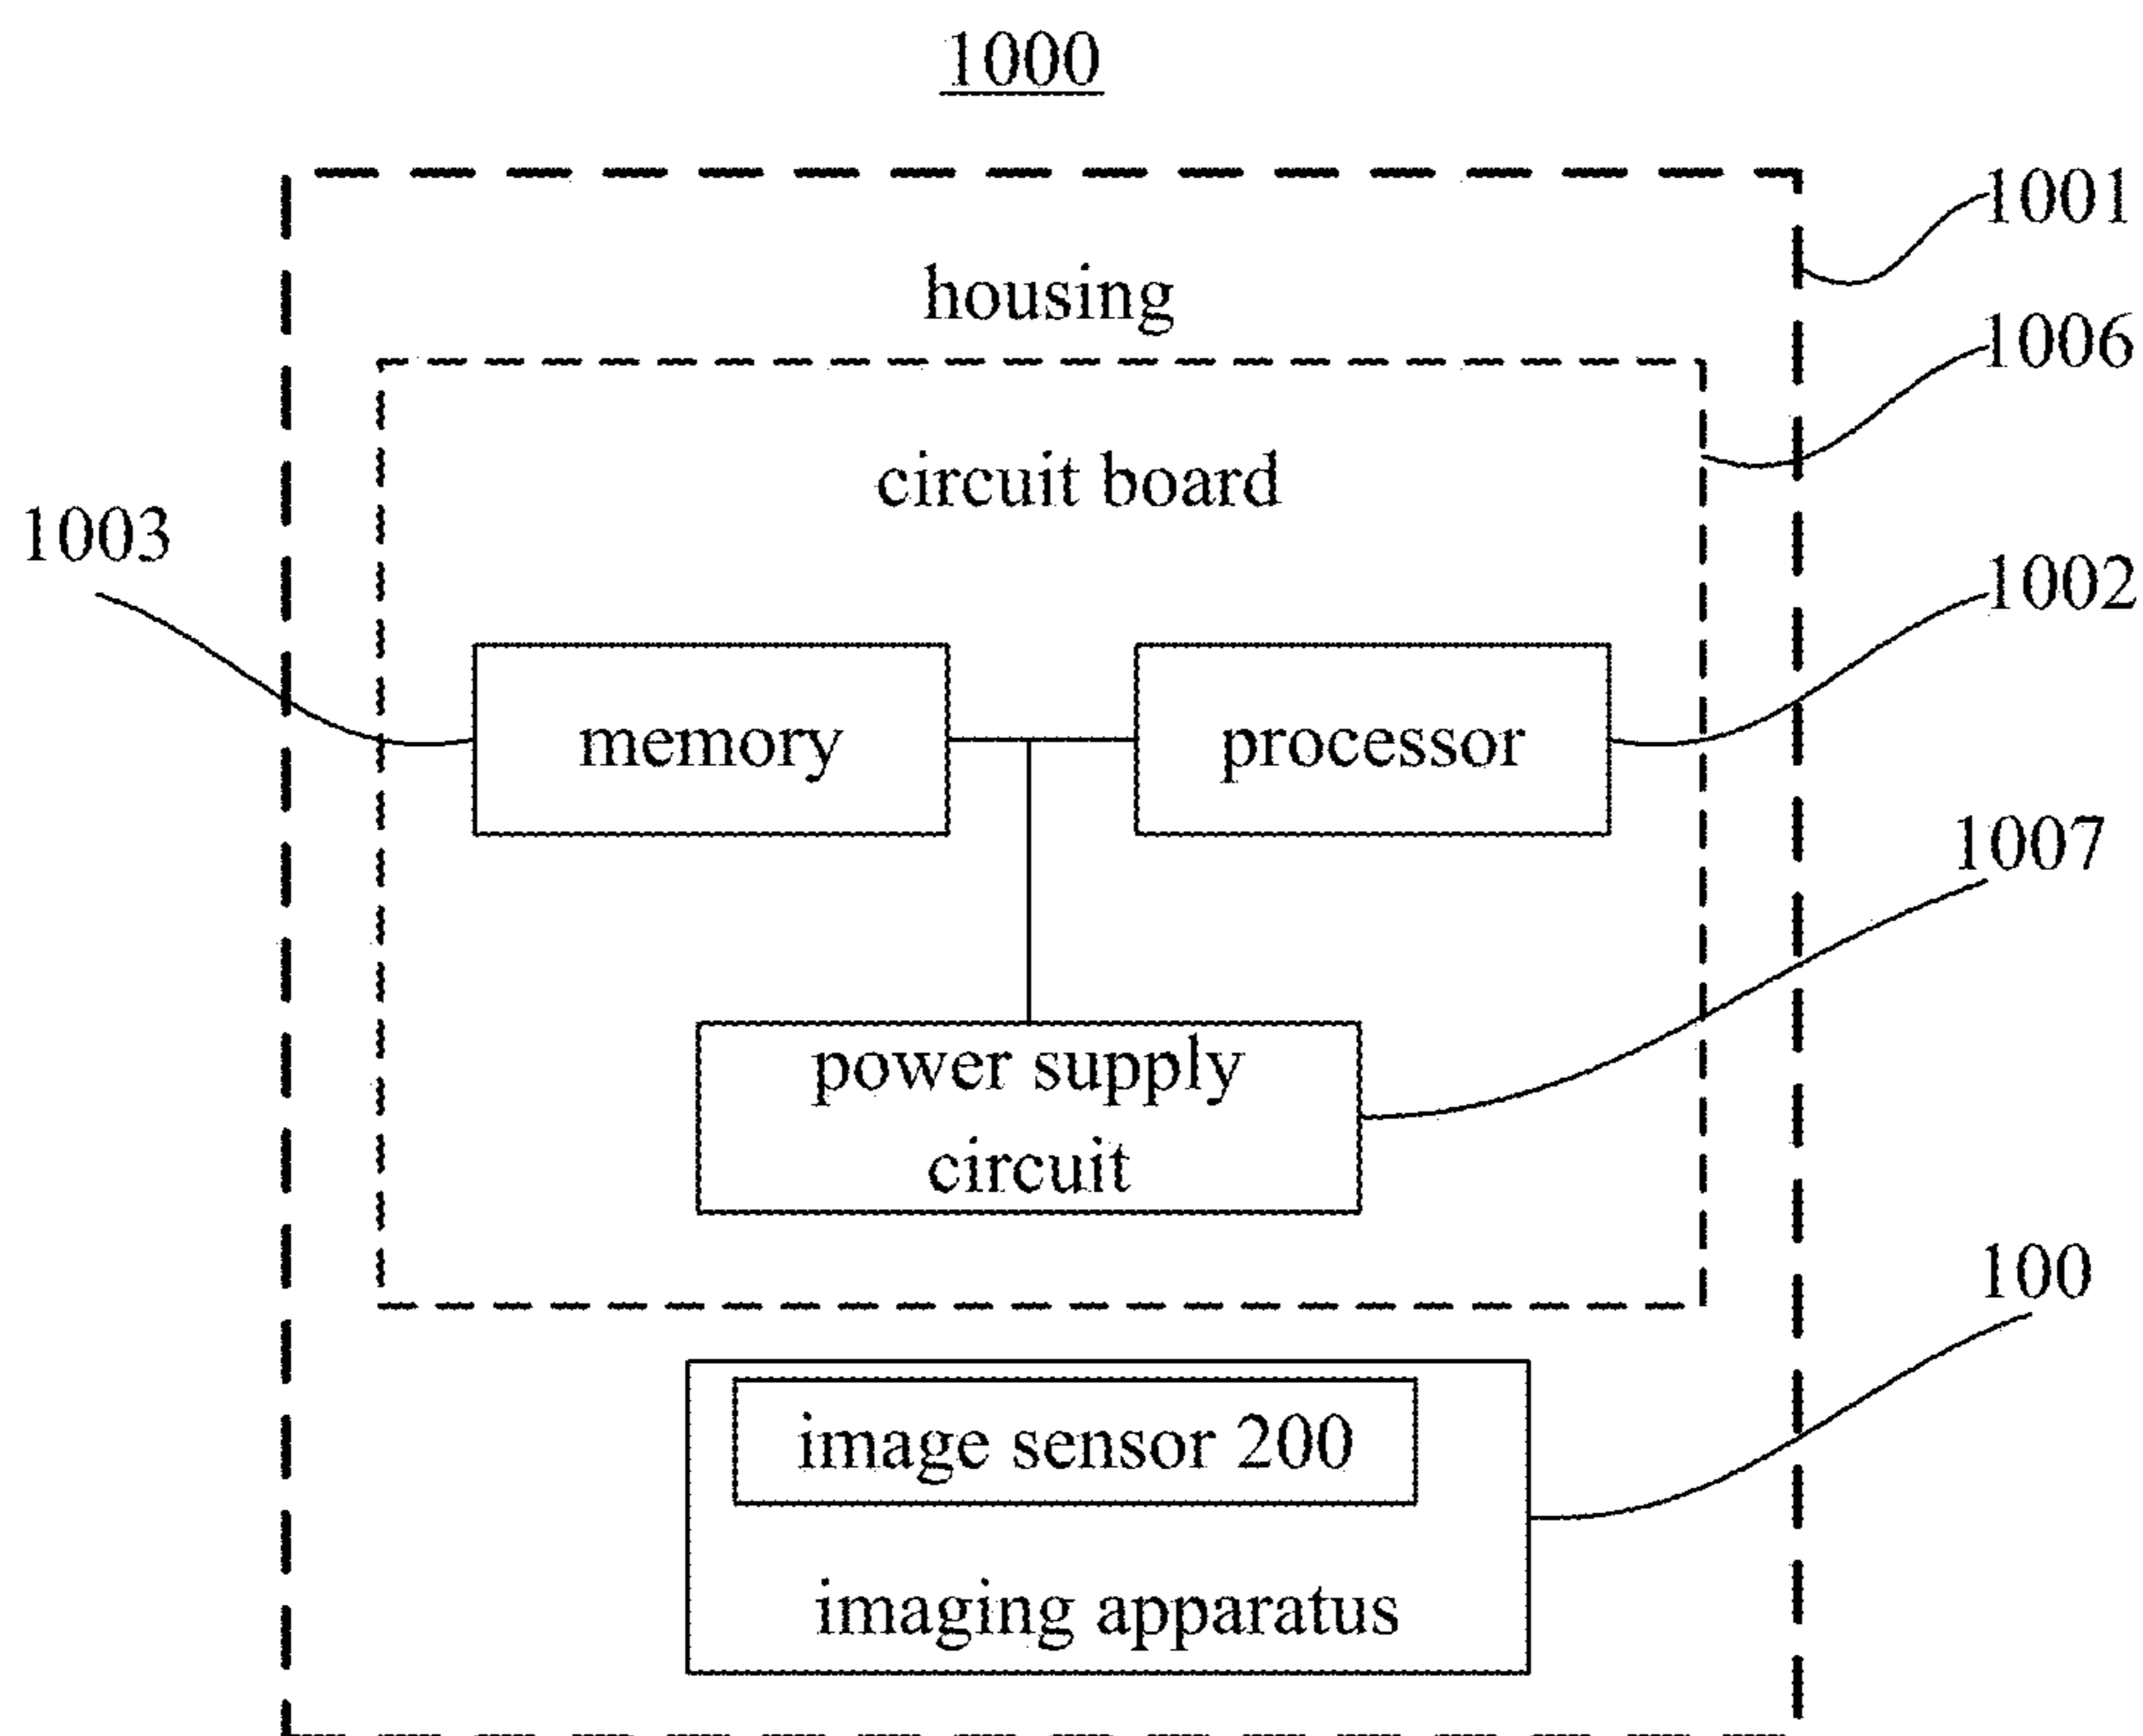 1000
1001
housing
1006
circuit board
1003
1002
memory
processor
1007
power supply
circuit
100
image sensor 200
imaging apparatus